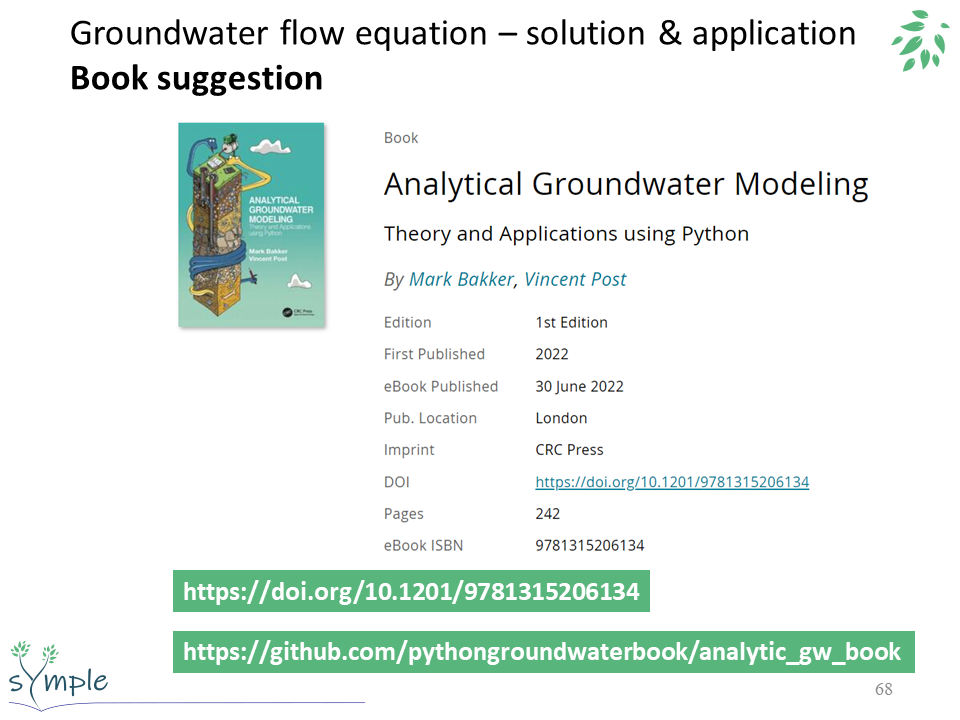 Groundwater flow equation – solution & application
Book suggestion
ANALYTICAL
GROUNDWATER
MODELING
Theory and Applications
using Python
Mark Bakker
Vincent Post
CRC Press
Book
Analytical Groundwater Modeling
Theory and Applications using Python
By Mark Bakker, Vincent Post
Edition 1st Edition
First Published 2022
eBook Published 30 June 2022
Pub. Location London
Imprint CRC Press
DOI https://doi.org/10.1201/9781315206134
Pages 242
eBook ISBN 9781315206134
https://doi.org/10.1201/9781315206134
https://github.com/pythongroundwaterbook/analytic_gw_book
sYmple
68